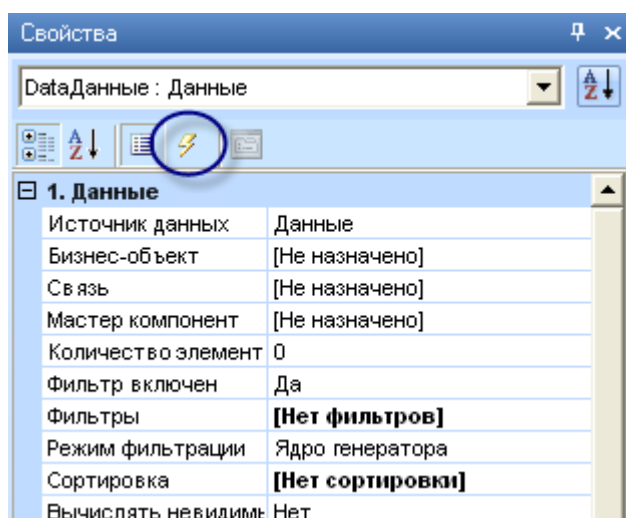 Свойства
DataДанные : Данные
1. Данные
Источник данных Данные
Бизнес-объект [Не назначено]
Связь [Не назначено]
Мастер компонент [Не назначено]
Количество элемент 0
Фильтр включен Да
Фильтры [Нет фильтров]
Режим фильтрации Ядро генератора
Сортировка [Нет сортировки]
Вычислять невидимь Нет